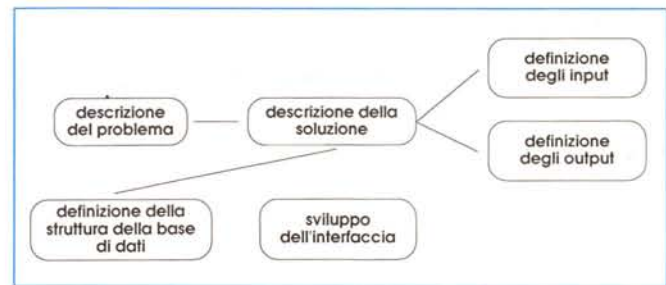 descrizione
del problema
descrizione della
soluzione
definizione
degli input
definizione
degli output
definizione della
struttura della base
di dati
sviluppo
dell'interfaccia